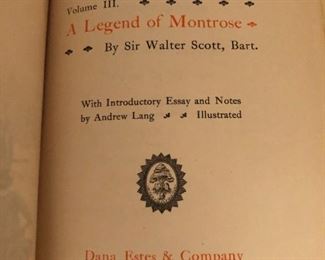 Volume III.
A Legend of Montrose
By Sir Walter Scott, Bart.
With Introductory Essay and Notes
by Andrew Lang Illustrated
Dana Estes & Company